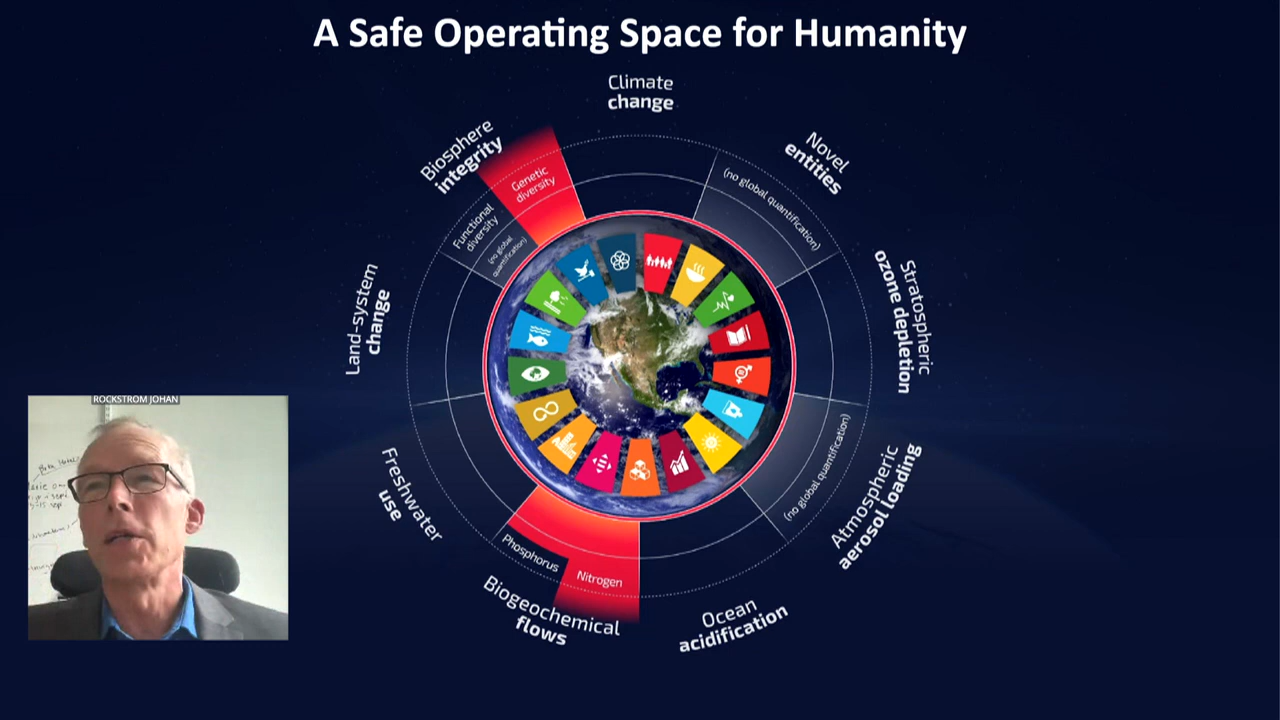 A Safe Operating Space for Humanity
Climate
change
Novel
entities
(no global quantification)
Stratospheric
ozone depletion
Atmospheric
aerosol loading
(no global quantification)
Ocean
acidification
Biogeochemical
flows
Phosphorus
Nitrogen
Freshwater
use
Land-system
change
Biosphere
integrity
Genetic
diversity
Functional
diversity
(no global
quantification)
ROCKSTROM JOHAN